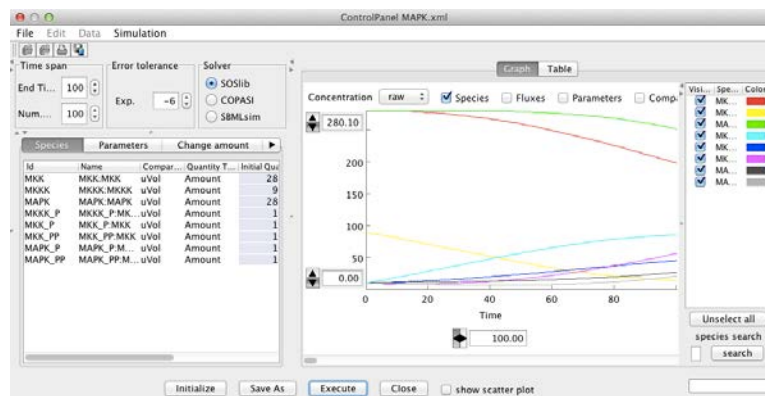 ControlPanel MAPK.xml
File Edit Data Simulation
Time span
End Ti... 100
Num.... 100
Error tolerance
Exp. -6
Solver
SOSlib
COPASI
SBMLsim
Species Parameters Change amount
Id Name Compar... Quantity T... Initial Qua
MKK MKK:MKK uVol Amount 28
MKKK MKKK:MKKK uVol Amount 9
MAPK MAPK:MAPK uVol Amount 28
MKKK_P MKKK_P:MK... uVol Amount 1
MKK_P MKK_P:MKK uVol Amount 1
MKK_PP MKK_PP:MKK uVol Amount 1
MAPK_P MAPK_P:M... uVol Amount 1
MAPK_PP MAPK_PP:M... uVol Amount 1
Graph Table
Concentration raw Species Fluxes Parameters Comp.
280.10
200
150
100
50
0.00
0 20 40 60 80
Time
100.00
Visi... Spe... Color
MK...
MK...
MA...
MK...
MK...
MK...
MA...
MA...
Unselect all
species search
search
Initialize Save As Execute Close show scatter plot